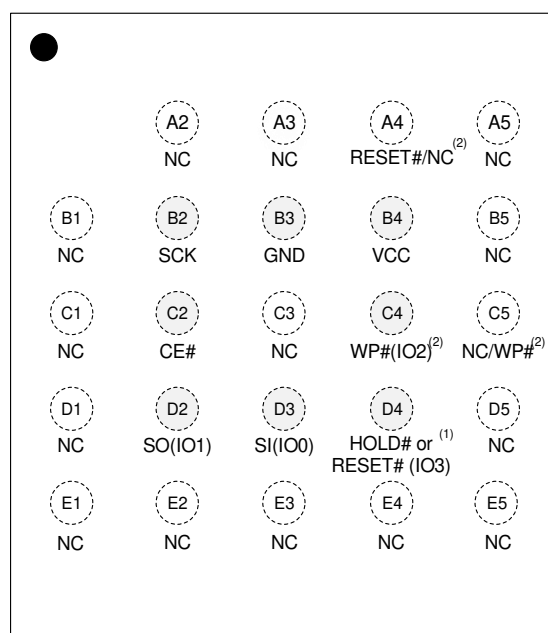 A2 A3 A4 A5
NC NC RESET#/NC(2) NC
B1 B2 B3 B4 B5
NC SCK GND VCC NC
C1 C2 C3 C4 C5
NC CE# NC WP#(IO2)(2) NC/WP#(2)
D1 D2 D3 D4 D5
NC SO(IO1) SI(IO0) HOLD# or (1) NC
RESET# (IO3)
E1 E2 E3 E4 E5
NC NC NC NC NC